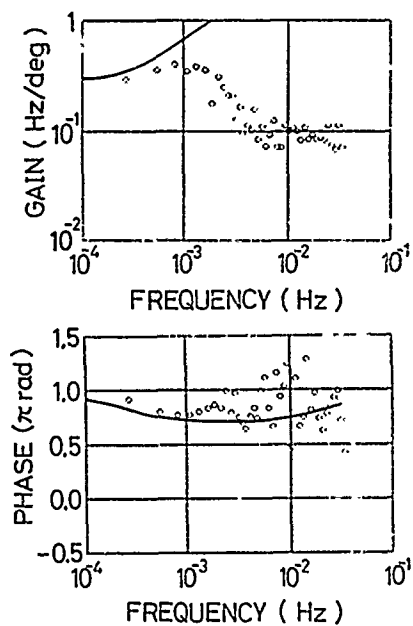 1
10⁻¹
10⁻²
GAIN (Hz/deg)
10⁻⁴ 10⁻³ 10⁻² 10⁻¹
FREQUENCY (Hz)
1.5
1.0
0.5
0.0
-0.5
PHASE (π rad)
10⁻⁴ 10⁻³ 10⁻² 10⁻¹
FREQUENCY (Hz)